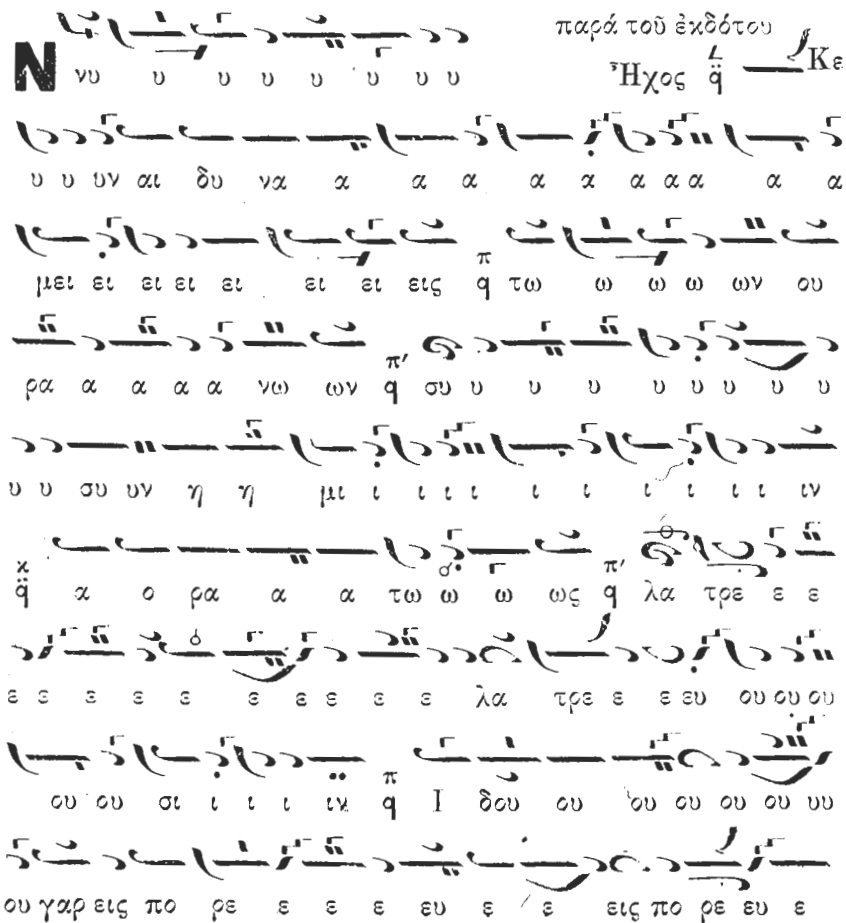 παρά τοῦ ἐκδότου
Ἦχος q̈ Κε
Ν νυ υ υ υ υ υ υ υ
υ υ υν αι δυ να α α α α α α α α α α
μει ει ει ει ει ει ει εις π q τω ω ω ω ων ου
ρα α α α α νω ων π' q συ υ υ υ υ υ υ υ υ
υ υ συ υν η η μι ι ι ι ι ι ι ι ι ι ι ιν
κ q̈ α ο ρα α α τω ω ω ως π' q λα τρε ε ε
ε ε ε ε ε ε ε ε ε ε λα τρε ε ε ευ ου ου ου
ου ου σι ι ι ι ικ π q Ι δου ου ου ου ου ου υυ
ου γαρ εις πο ρε ε ε ε ευ ε ε εις πο ρε ευ ε